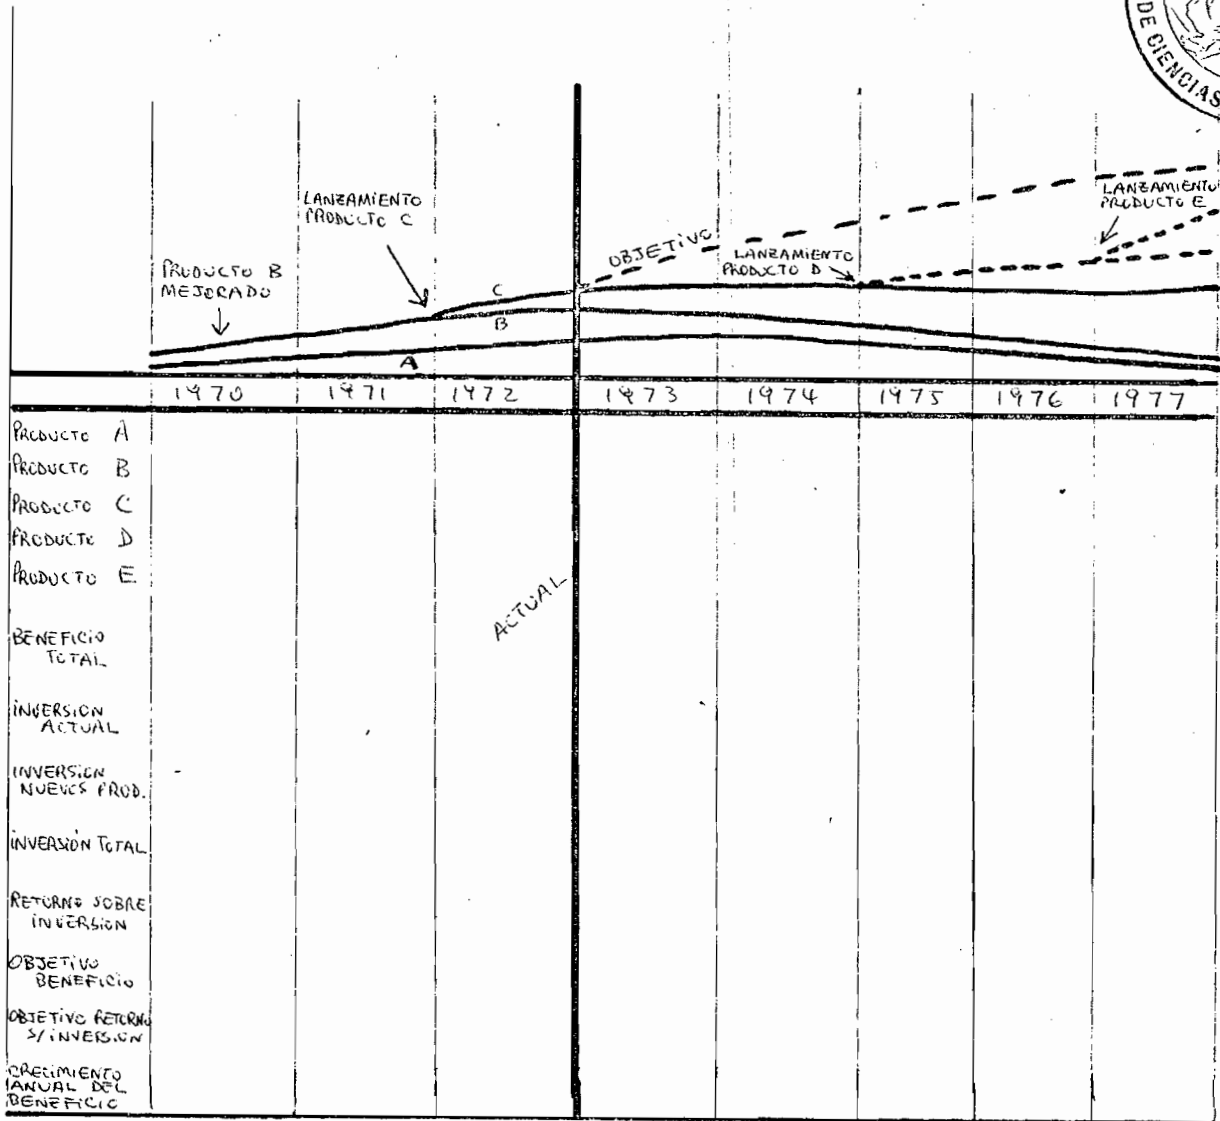 DE CIENCIAS
LANZAMIENTO
PRODUCTO C
PRODUCTO B
MEJORADO
OBJETIVO
LANZAMIENTO
PRODUCTO D
LANZAMIENTO
PRODUCTO E
C
B
A
1970 1971 1972 1973 1974 1975 1976 1977
PRODUCTO A
PRODUCTO B
PRODUCTO C
PRODUCTO D
PRODUCTO E
ACTUAL
BENEFICIO
TOTAL
INVERSION
ACTUAL
INVERSION
NUEVOS PROD.
INVERSIÓN TOTAL
RETORNO SOBRE
INVERSION
OBJETIVO
BENEFICIO
OBJETIVO RETORNO
S/INVERSION
CRECIMIENTO
ANUAL DEL
BENEFICIO